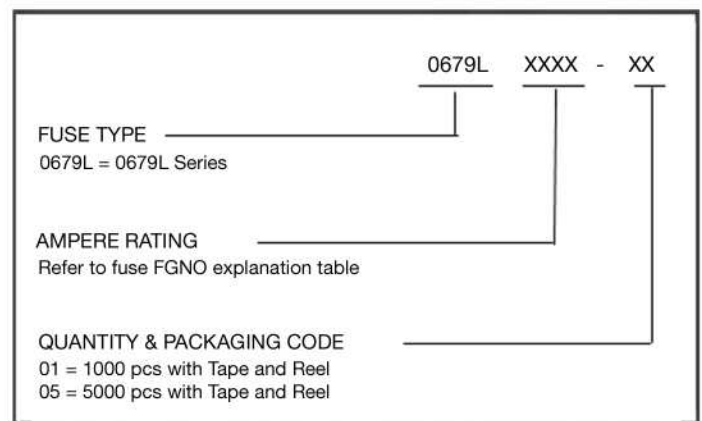 0679L XXXX - XX
FUSE TYPE
0679L = 0679L Series
AMPERE RATING
Refer to fuse FGNO explanation table
QUANTITY & PACKAGING CODE
01 = 1000 pcs with Tape and Reel
05 = 5000 pcs with Tape and Reel